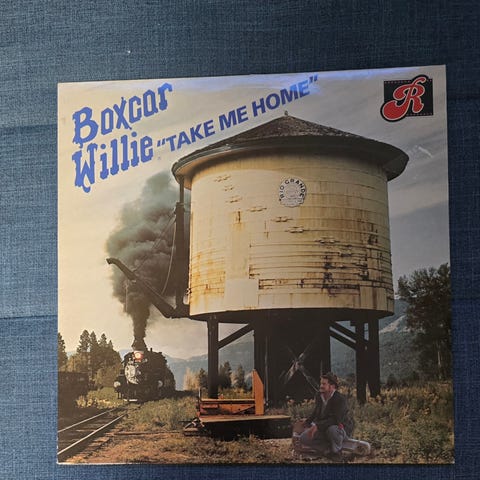 Boxcar
Willie "TAKE ME HOME"
R
RIO GRANDE